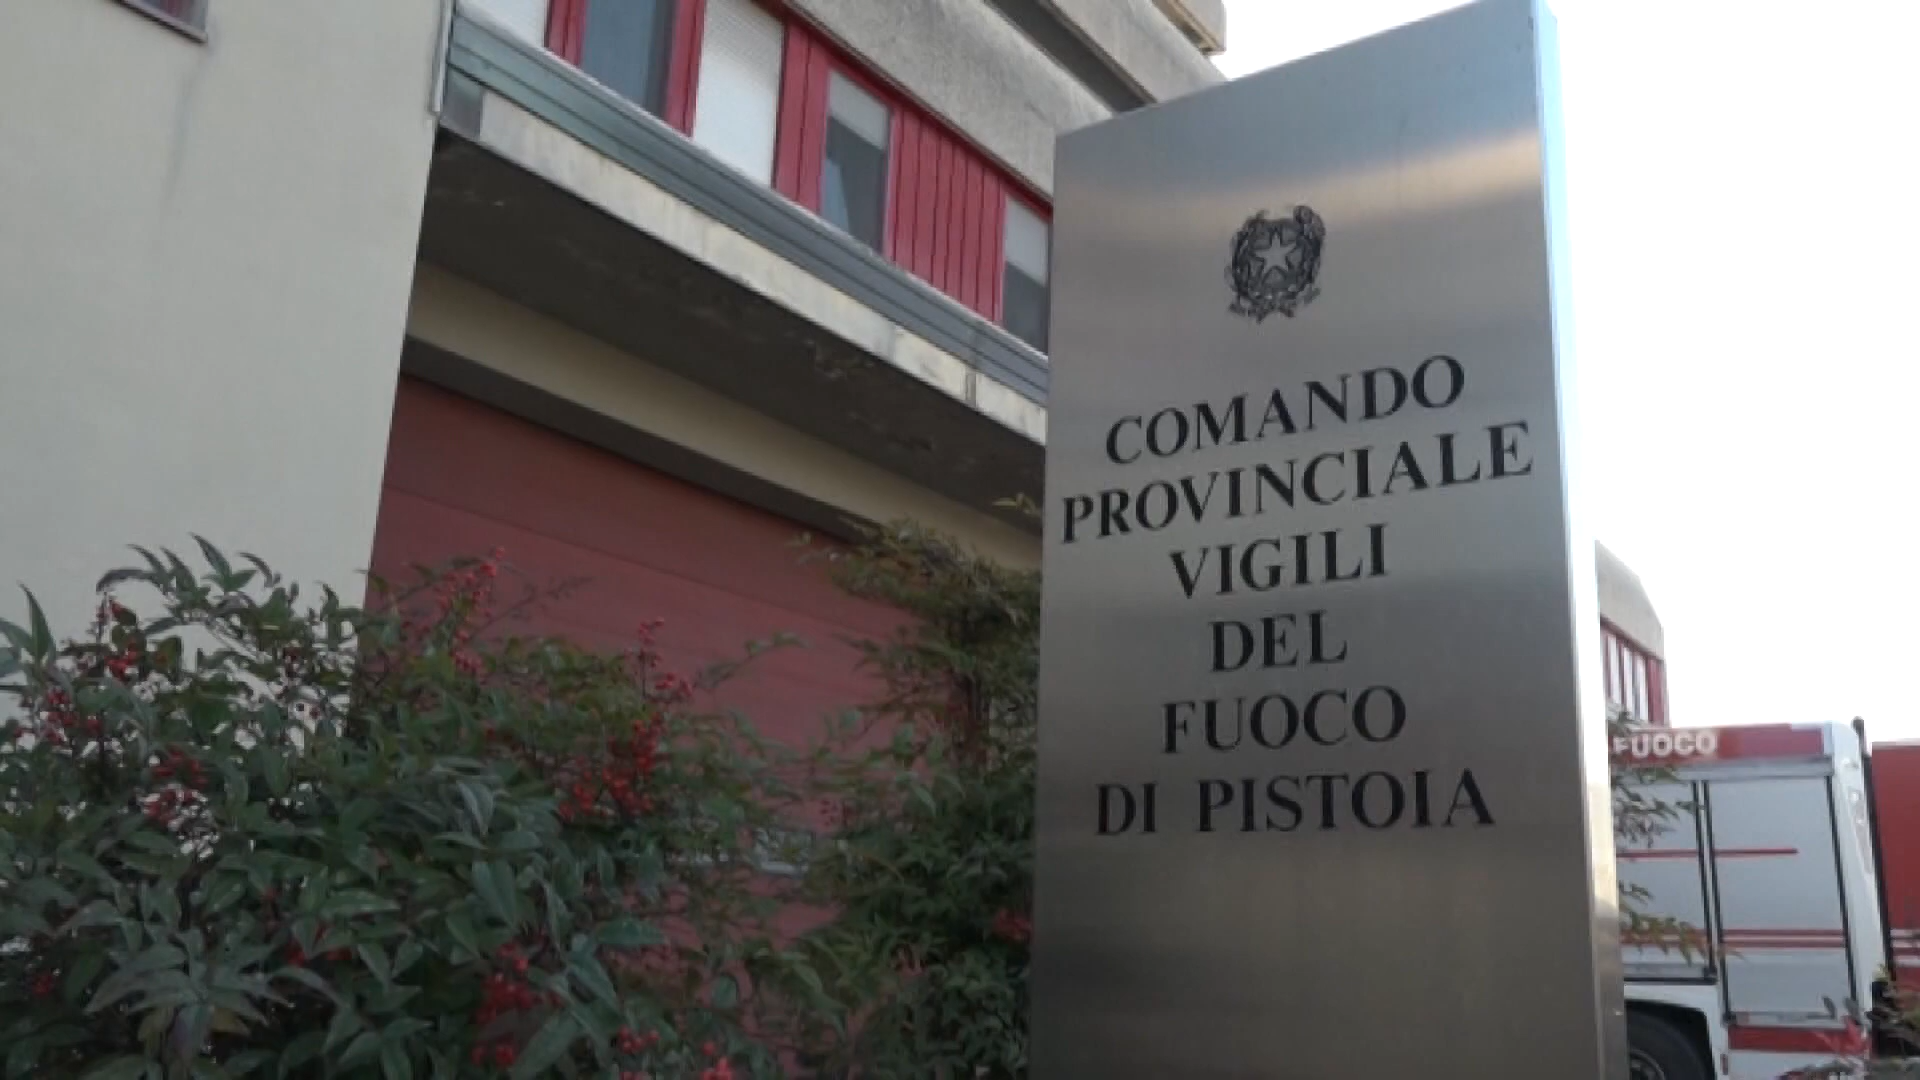 COMANDO
PROVINCIALE
VIGILI
DEL
FUOCO
DI PISTOIA
FUOCO